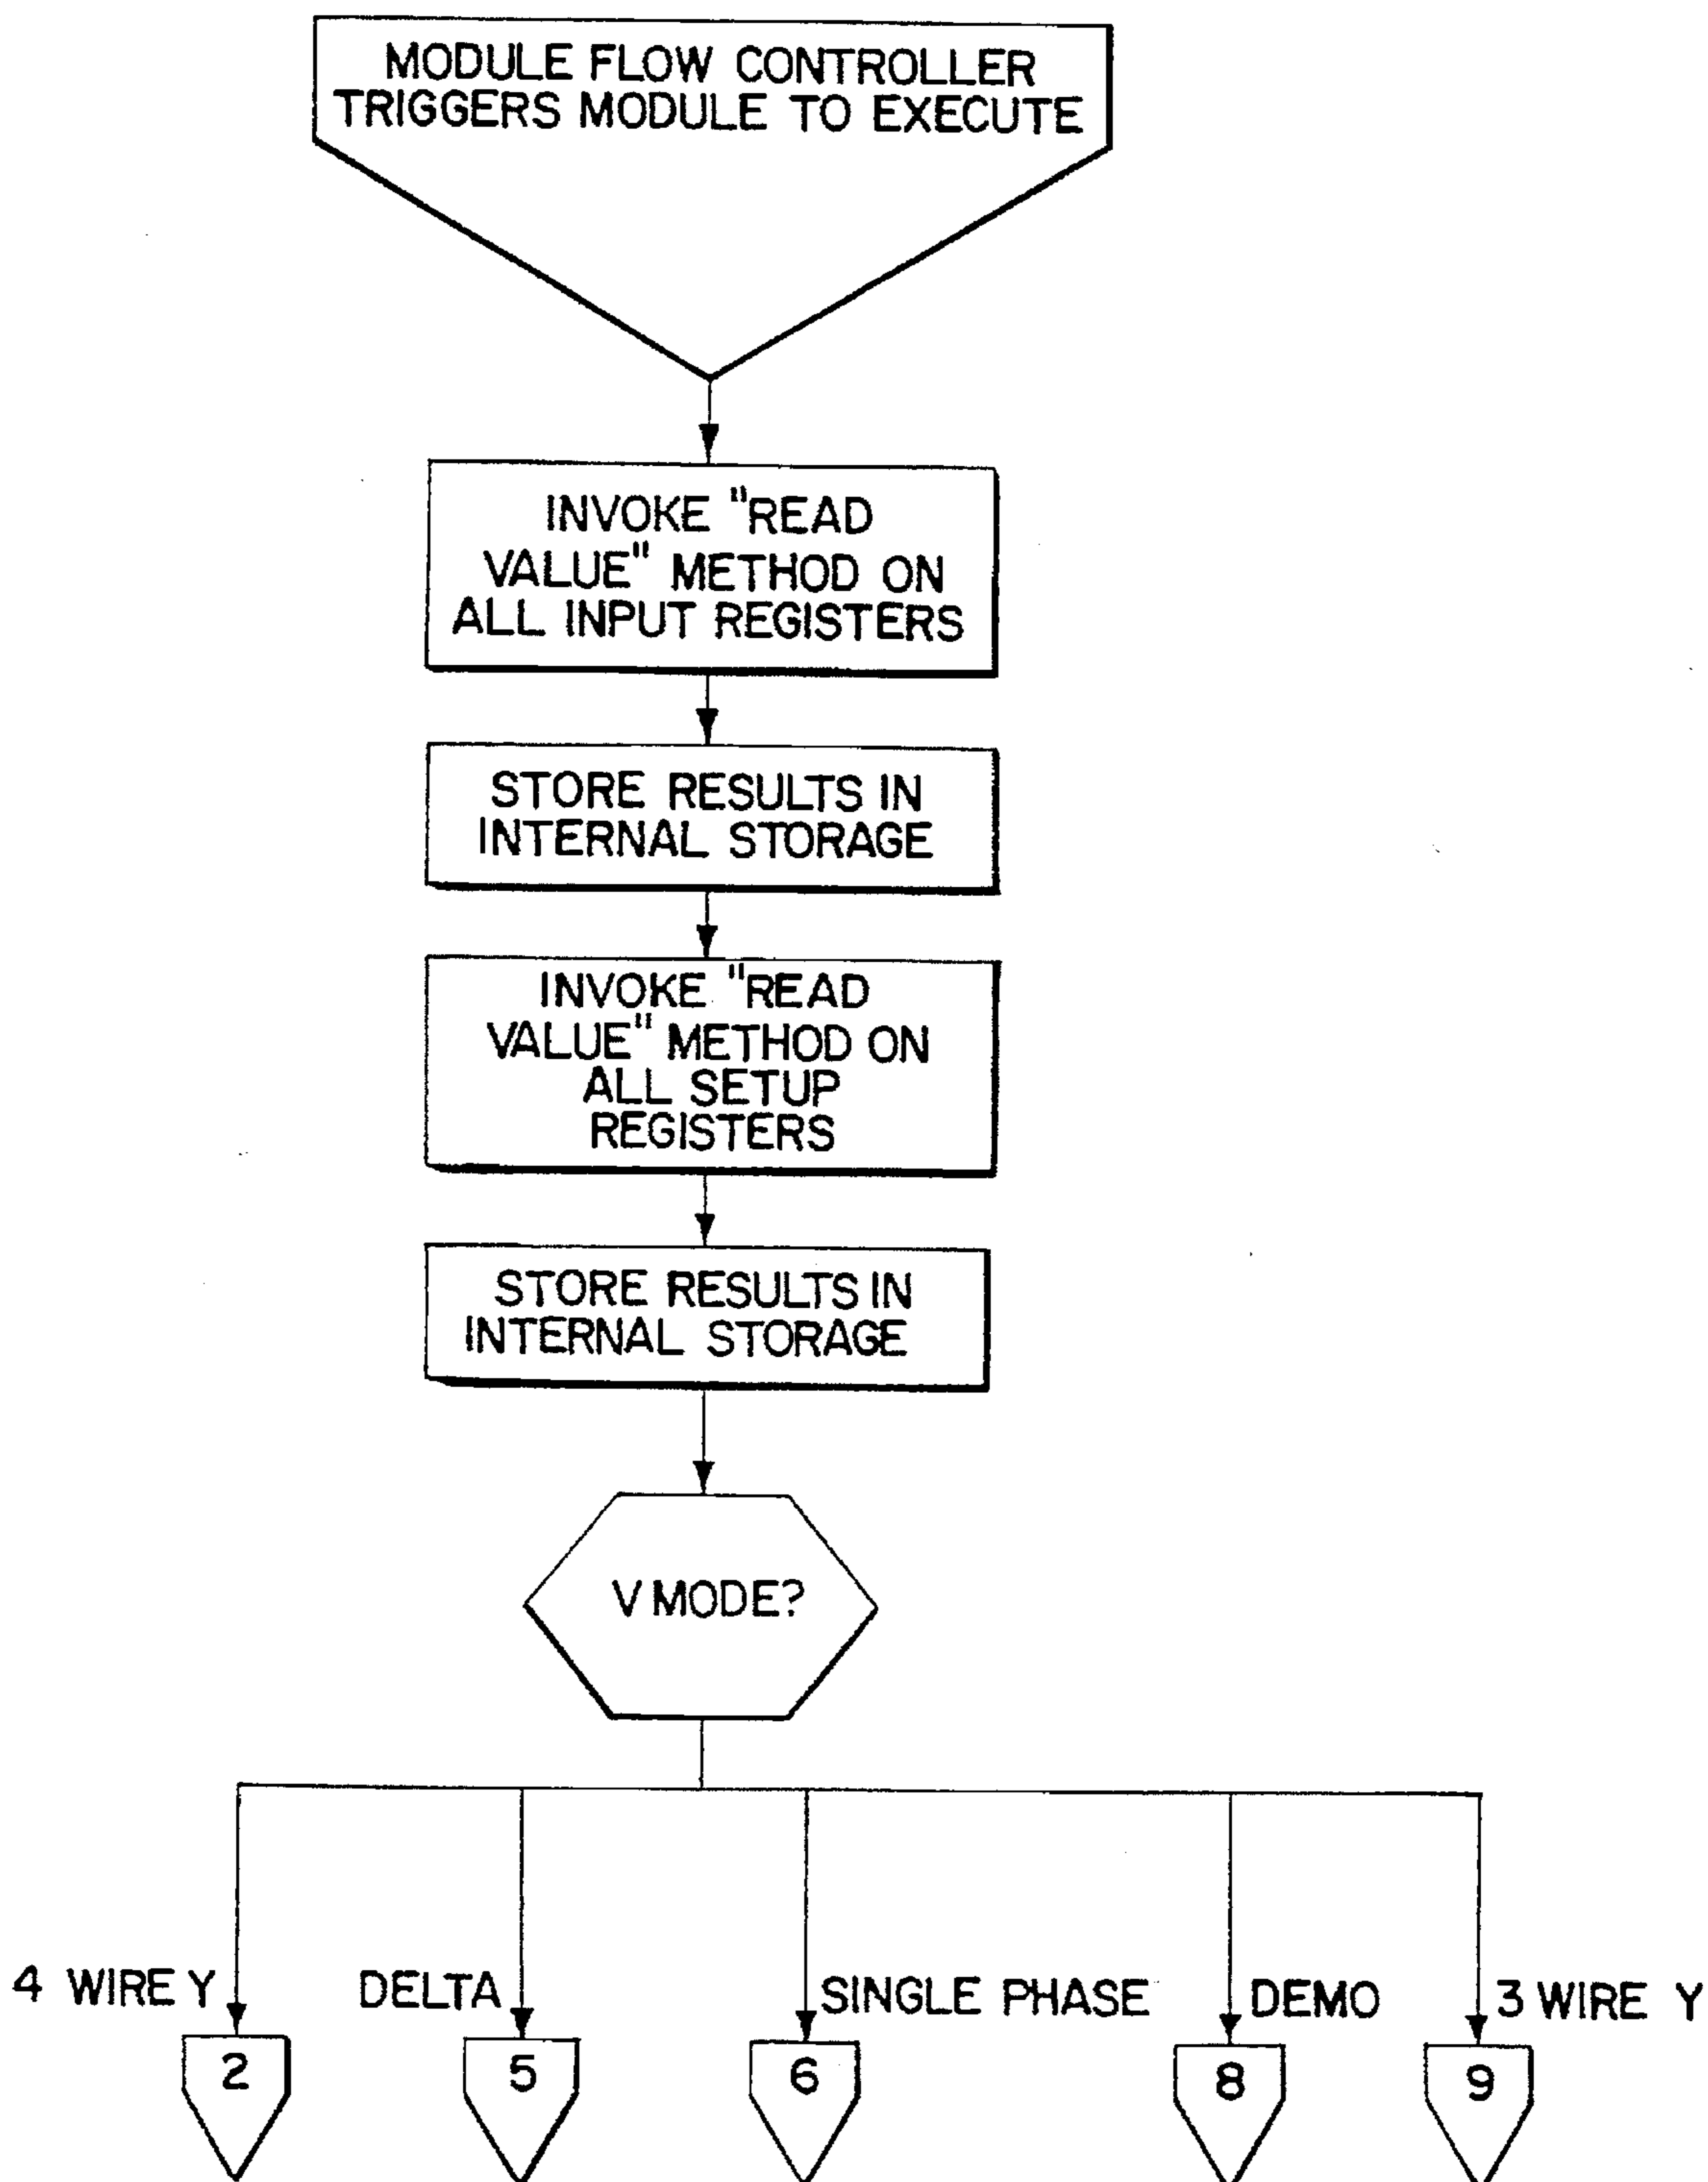 MODULE FLOW CONTROLLER
TRIGGERS MODULE TO EXECUTE
INVOKE "READ
VALUE" METHOD ON
ALL INPUT REGISTERS
STORE RESULTS IN
INTERNAL STORAGE
INVOKE "READ
VALUE" METHOD ON
ALL SETUP
REGISTERS
STORE RESULTS IN
INTERNAL STORAGE
V MODE?
4 WIRE Y
DELTA
SINGLE PHASE
DEMO
3 WIRE Y
2
5
6
8
9